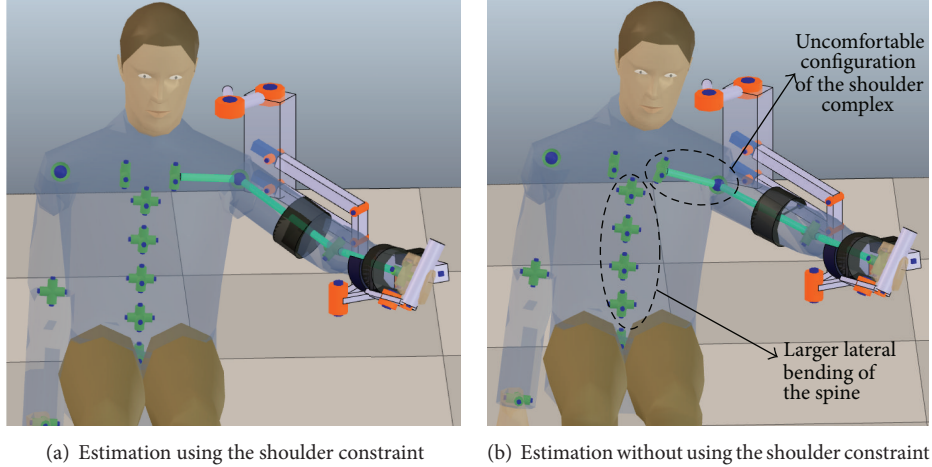 Uncomfortable
configuration
of the shoulder
complex
Larger lateral
bending of
the spine
(a) Estimation using the shoulder constraint
(b) Estimation without using the shoulder constraint